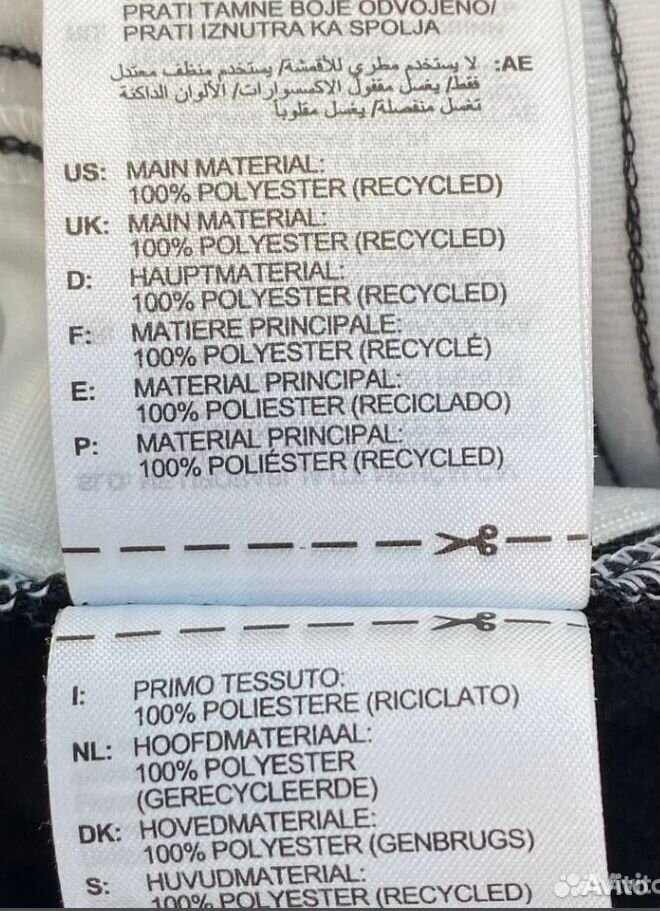 PRATI TAMNE BOJE ODVOJENO/
PRATI IZNUTRA KA SPOLJA
AE: لا يستخدم مطري للأقمشة/ يستخدم منظف معتدل
فقط/ يغسل مقفول الاكسسوارات/ الألوان الداكنة
تغسل منفصلة/ يغسل مقلوباً
US: MAIN MATERIAL:
100% POLYESTER (RECYCLED)
UK: MAIN MATERIAL:
100% POLYESTER (RECYCLED)
D: HAUPTMATERIAL:
100% POLYESTER (RECYCLED)
F: MATIERE PRINCIPALE:
100% POLYESTER (RECYCLÉ)
E: MATERIAL PRINCIPAL:
100% POLIESTER (RECICLADO)
P: MATERIAL PRINCIPAL:
100% POLIÉSTER (RECYCLED)
I: PRIMO TESSUTO:
100% POLIESTERE (RICICLATO)
NL: HOOFDMATERIAAL:
100% POLYESTER
(GERECYCLEERDE)
DK: HOVEDMATERIALE:
100% POLYESTER (GENBRUGS)
S: HUVUDMATERIAL:
100% POLYESTER (RECYCLED)
Avito